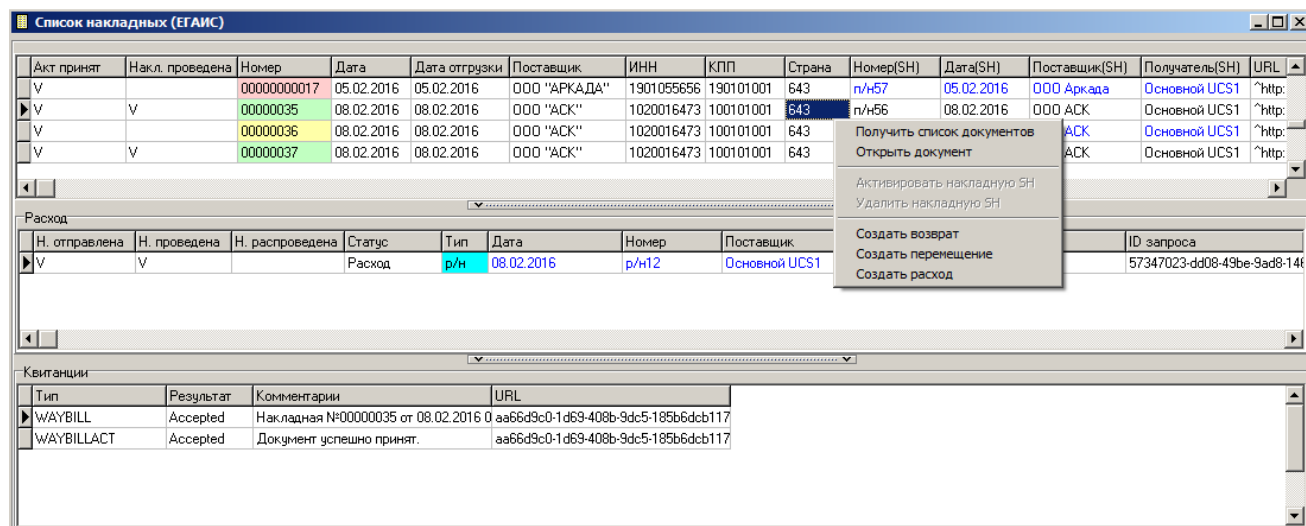 Список накладных (ЕГАИС)
Акт принят Накл. проведена Номер Дата Дата отгрузки Поставщик ИНН КПП Страна Номер(SH) Дата(SH) Поставщик(SH) Получатель(SH) URL
V 00000000017 05.02.2016 05.02.2016 ООО "АРКАДА" 1901055656 190101001 643 п/н57 05.02.2016 ООО Аркада Основной UCS1 ^http:
V V 00000035 08.02.2016 08.02.2016 ООО "АСК" 1020016473 100101001 643 п/н56 08.02.2016 ООО АСК Основной UCS1 ^http:
V 00000036 08.02.2016 08.02.2016 ООО "АСК" 1020016473 100101001 643 АСК Основной UCS1 ^http:
V V 00000037 08.02.2016 08.02.2016 ООО "АСК" 1020016473 100101001 643 АСК Основной UCS1 ^http:
Получить список документов
Открыть документ
Активировать накладную SH
Удалить накладную SH
Создать возврат
Создать перемещение
Создать расход
Расход
Н. отправлена Н. проведена Н. распроведена Статус Тип Дата Номер Поставщик ID запроса
V V Расход р/н 08.02.2016 р/н12 Основной UCS1 57347023-dd08-49be-9ad8-14
Квитанции
Тип Результат Комментарии URL
WAYBILL Accepted Накладная №00000035 от 08.02.2016 aa66d9c0-1d69-408b-9dc5-185b6dcb117
WAYBILLACT Accepted Документ успешно принят. aa66d9c0-1d69-408b-9dc5-185b6dcb117